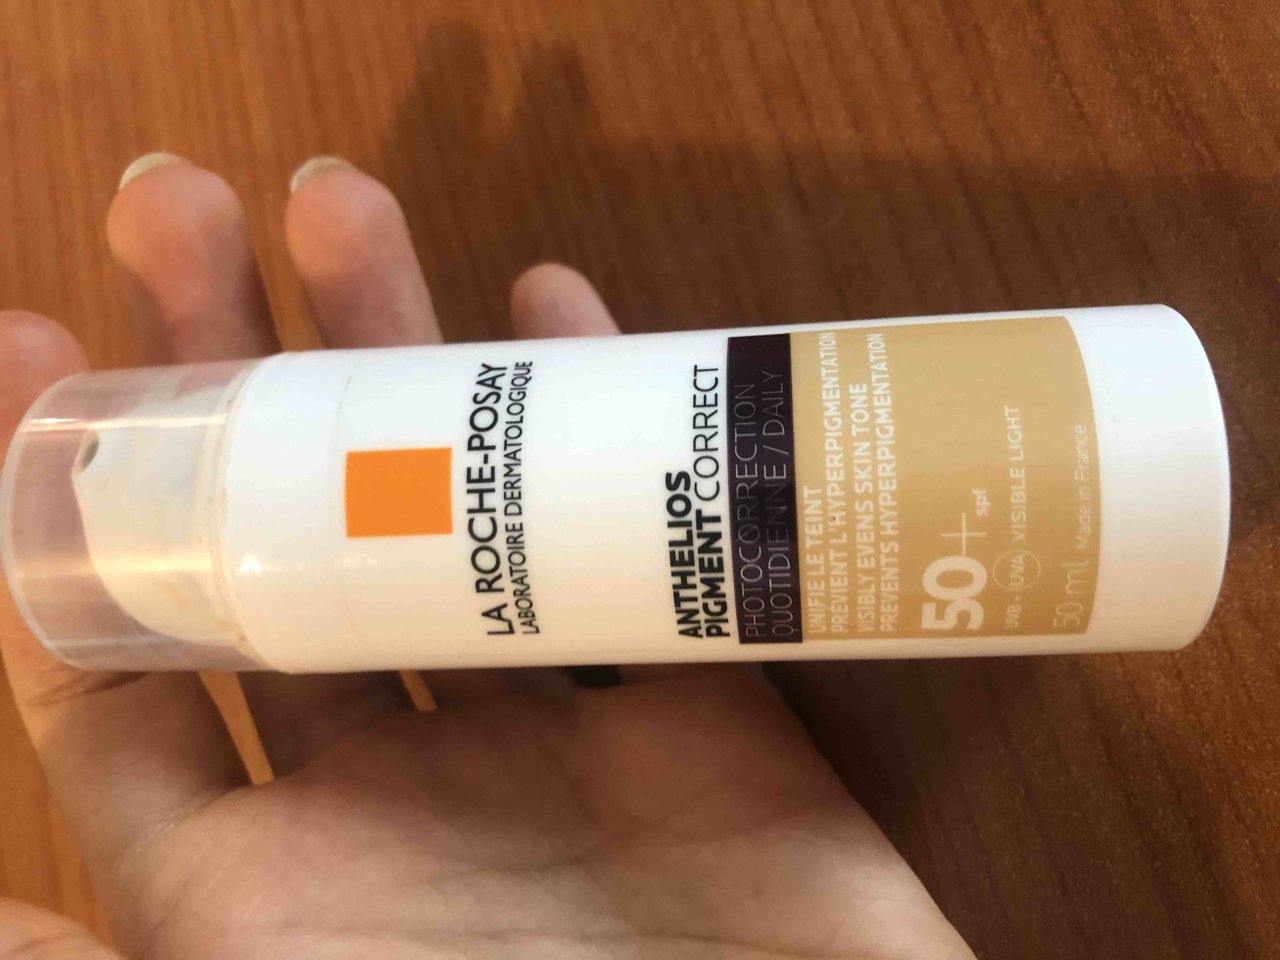 LA ROCHE-POSAY
LABORATOIRE DERMATOLOGIQUE
ANTHELIOS
PIGMENT CORRECT
PHOTOCORRECTION
QUOTIDIENNE / DAILY
UNIFIE LE TEINT
PRÉVIENT L'HYPERPIGMENTATION
VISIBLY EVENS SKIN TONE
PREVENTS HYPERPIGMENTATION
50+ spf
UVB + UVA VISIBLE LIGHT
50 ml Made in France